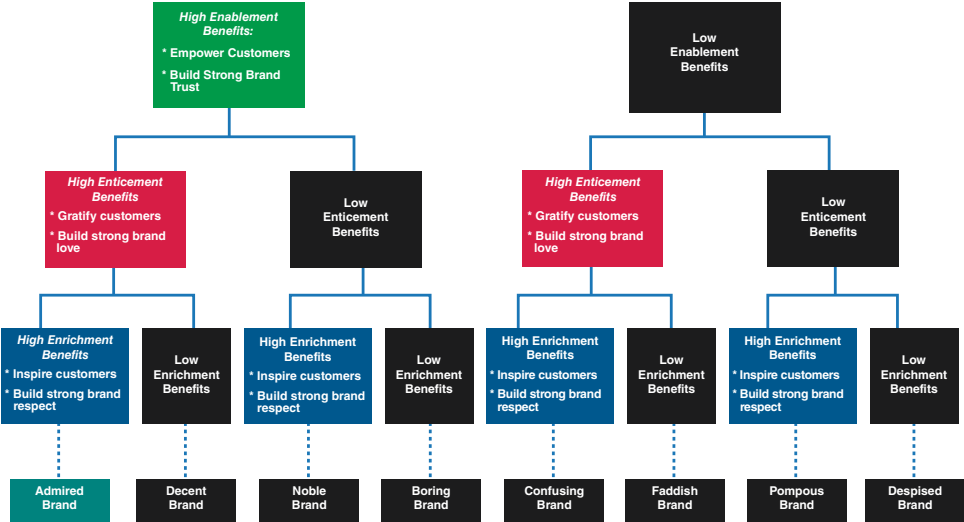 High Enablement
Benefits:
* Empower Customers
* Build Strong Brand
Trust
Low
Enablement
Benefits
High Enticement
Benefits
* Gratify customers
* Build strong brand
love
Low
Enticement
Benefits
High Enticement
Benefits
* Gratify customers
* Build strong brand
love
Low
Enticement
Benefits
High Enrichment
Benefits
* Inspire customers
* Build strong brand
respect
Low
Enrichment
Benefits
High Enrichment
Benefits
* Inspire customers
* Build strong brand
respect
Low
Enrichment
Benefits
High Enrichment
Benefits
* Inspire customers
* Build strong brand
respect
Low
Enrichment
Benefits
High Enrichment
Benefits
* Inspire customers
* Build strong brand
respect
Low
Enrichment
Benefits
Admired
Brand
Decent
Brand
Noble
Brand
Boring
Brand
Confusing
Brand
Faddish
Brand
Pompous
Brand
Despised
Brand